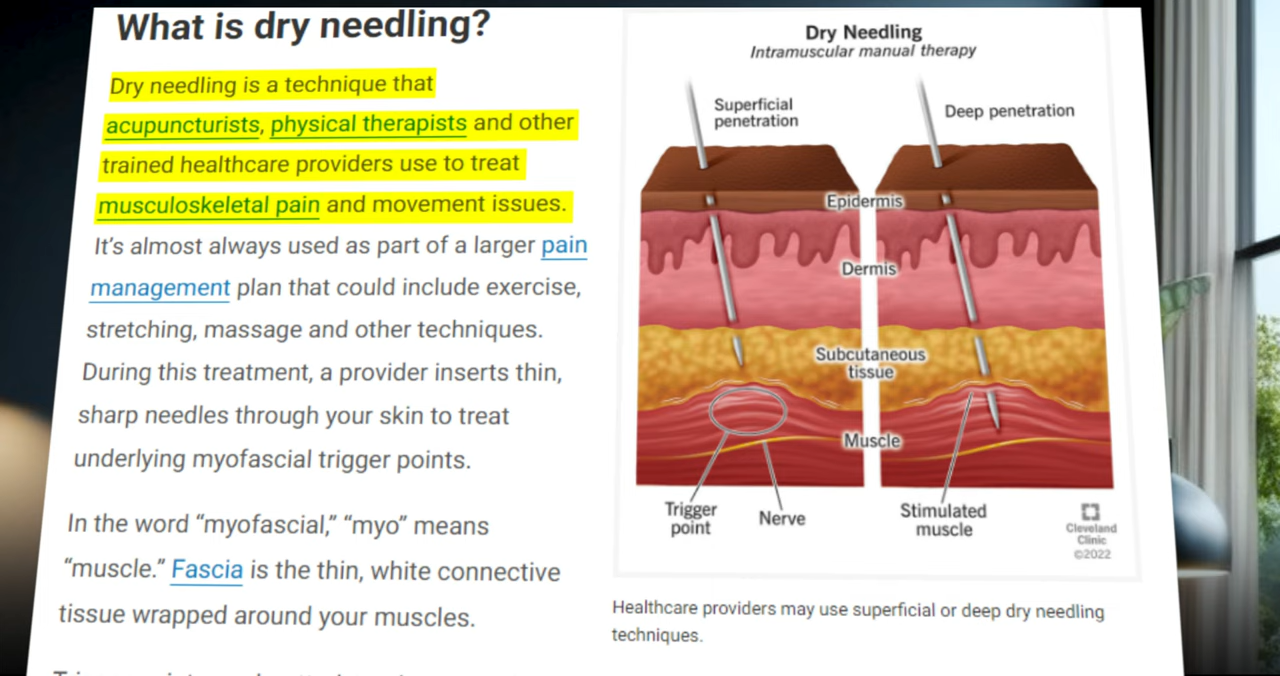 What is dry needling?
Dry needling is a technique that
acupuncturists, physical therapists and other
trained healthcare providers use to treat
musculoskeletal pain and movement issues.
It’s almost always used as part of a larger pain
management plan that could include exercise,
stretching, massage and other techniques.
During this treatment, a provider inserts thin,
sharp needles through your skin to treat
underlying myofascial trigger points.
In the word “myofascial,” “myo” means
“muscle.” Fascia is the thin, white connective
tissue wrapped around your muscles.
Dry Needling
Intramuscular manual therapy
Superficial
penetration
Deep penetration
Epidermis
Dermis
Subcutaneous
tissue
Muscle
Trigger
point
Nerve
Stimulated
muscle
Cleveland
Clinic
©2022
Healthcare providers may use superficial or deep dry needling
techniques.